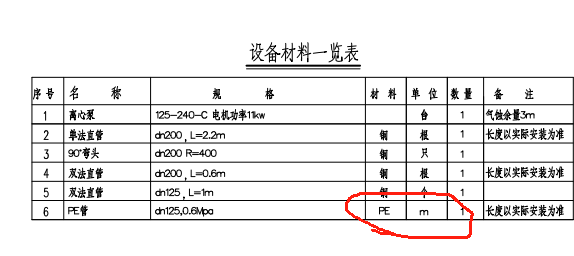 设备材料一览表
序号 名 称 规 格 材 料 单 位 数量 备 注
1 离心泵 125-240-C 电机功率11kw 台 1 气蚀余量3m
2 单法直管 dn200 , L=2.2m 钢 根 1 长度以实际安装为准
3 90°弯头 dn200 R=400 钢 只 1
4 双法直管 dn200 , L=0.6m 钢 根 1 长度以实际安装为准
5 双法直管 dn125 , L=1m 钢 个 1
6 PE管 dn125,0.6Mpa PE m 1 长度以实际安装为准